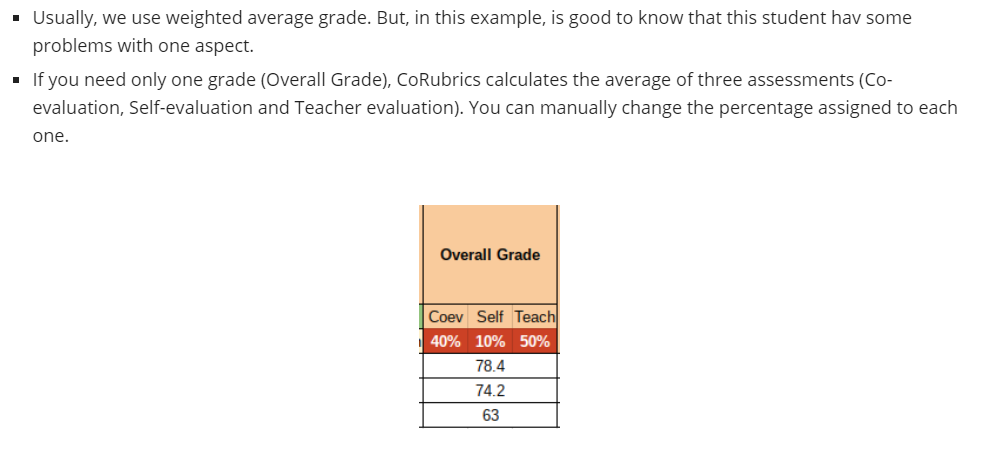 Usually, we use weighted average grade. But, in this example, is good to know that this student hav some
problems with one aspect.
If you need only one grade (Overall Grade), CoRubrics calculates the average of three assessments (Co-
evaluation, Self-evaluation and Teacher evaluation). You can manually change the percentage assigned to each
one.
Overall Grade
Coev Self Teach
40% 10% 50%
78.4
74.2
63